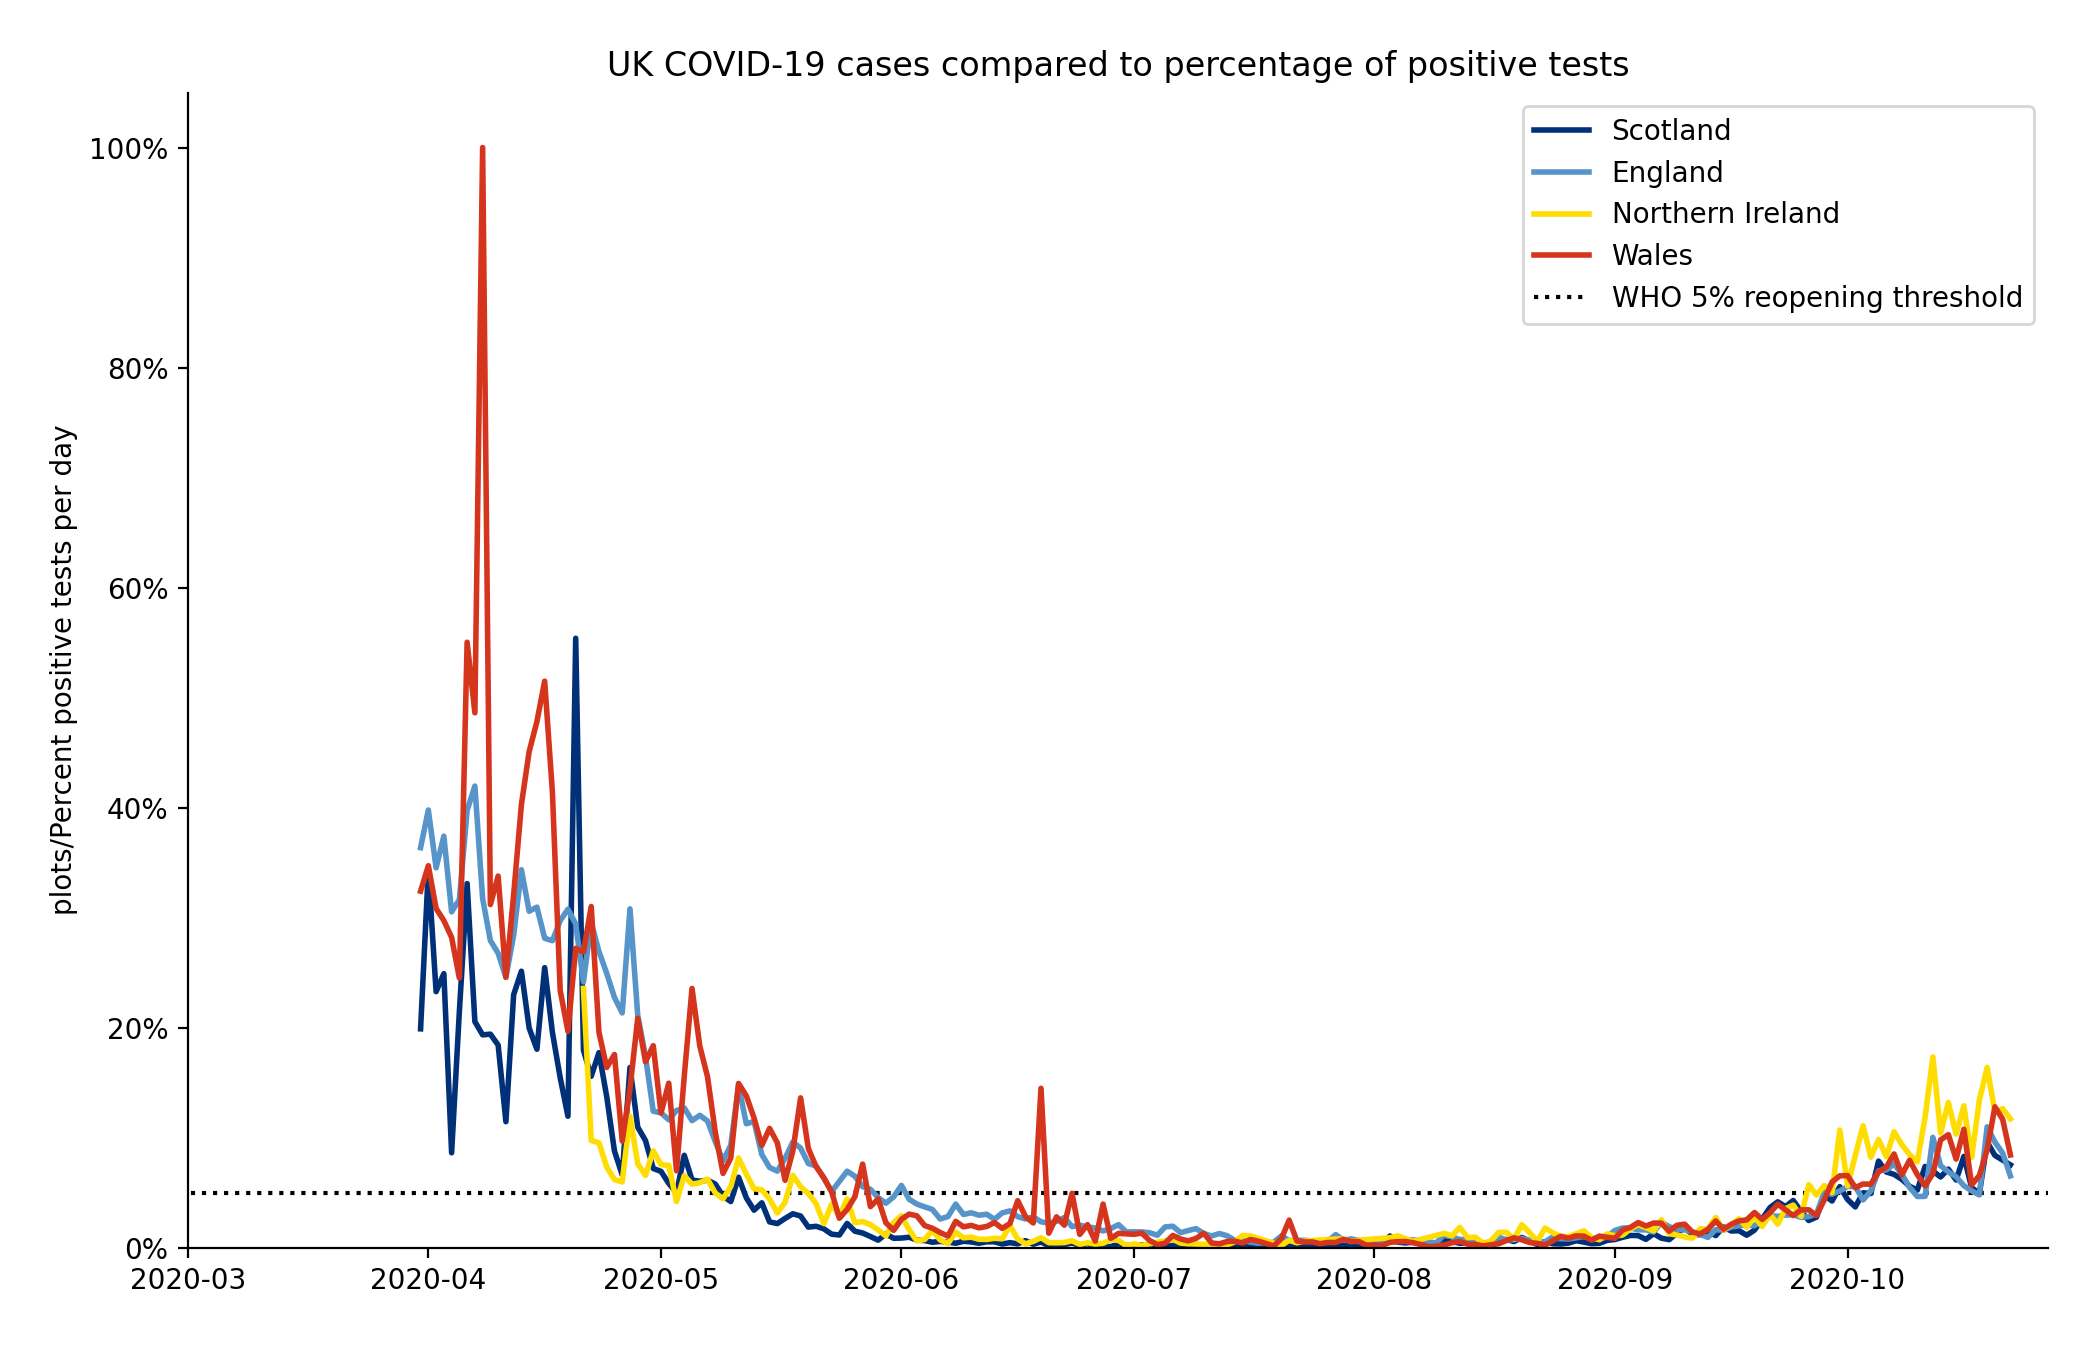 UK COVID-19 cases compared to percentage of positive tests
Scotland
England
Northern Ireland
Wales
WHO 5% reopening threshold
plots/Percent positive tests per day
100%
80%
60%
40%
20%
0%
2020-03
2020-04
2020-05
2020-06
2020-07
2020-08
2020-09
2020-10